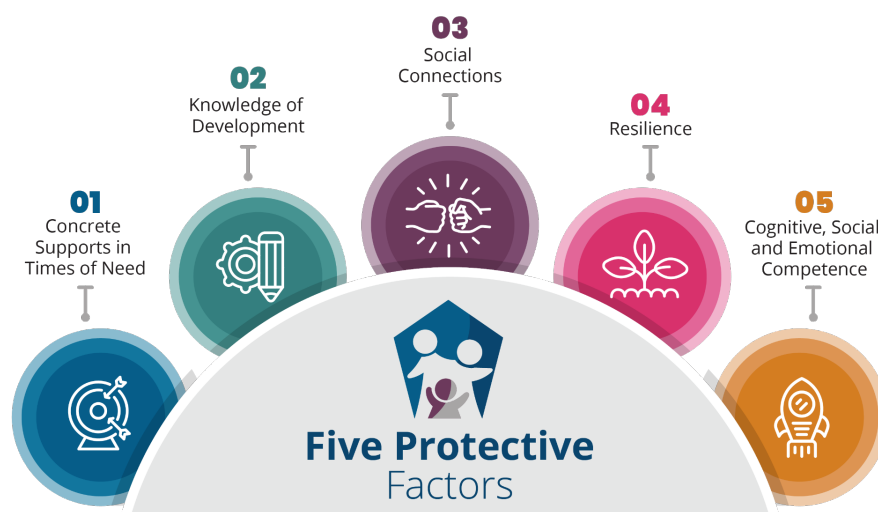 01
Concrete
Supports in
Times of Need
02
Knowledge of
Development
03
Social
Connections
04
Resilience
05
Cognitive, Social
and Emotional
Competence
Five Protective
Factors